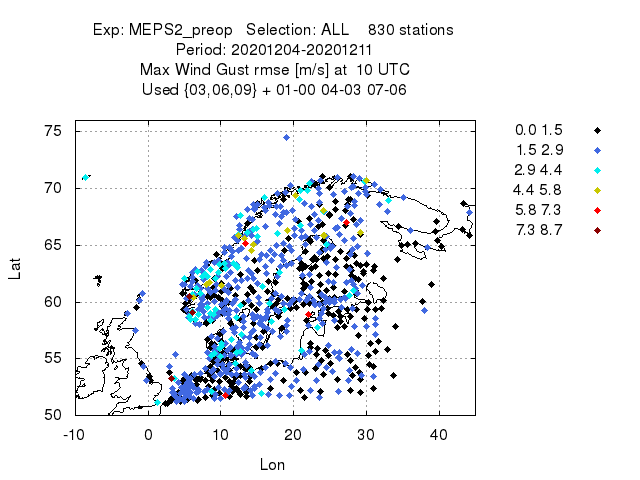 Exp: MEPS2_preop   Selection: ALL    830 stations
Period: 20201204-20201211
Max Wind Gust rmse [m/s] at  10 UTC
Used {03,06,09} + 01-00 04-03 07-06
75
70
65
60
55
50
Lat
-10 0 10 20 30 40
Lon
0.0 1.5
1.5 2.9
2.9 4.4
4.4 5.8
5.8 7.3
7.3 8.7